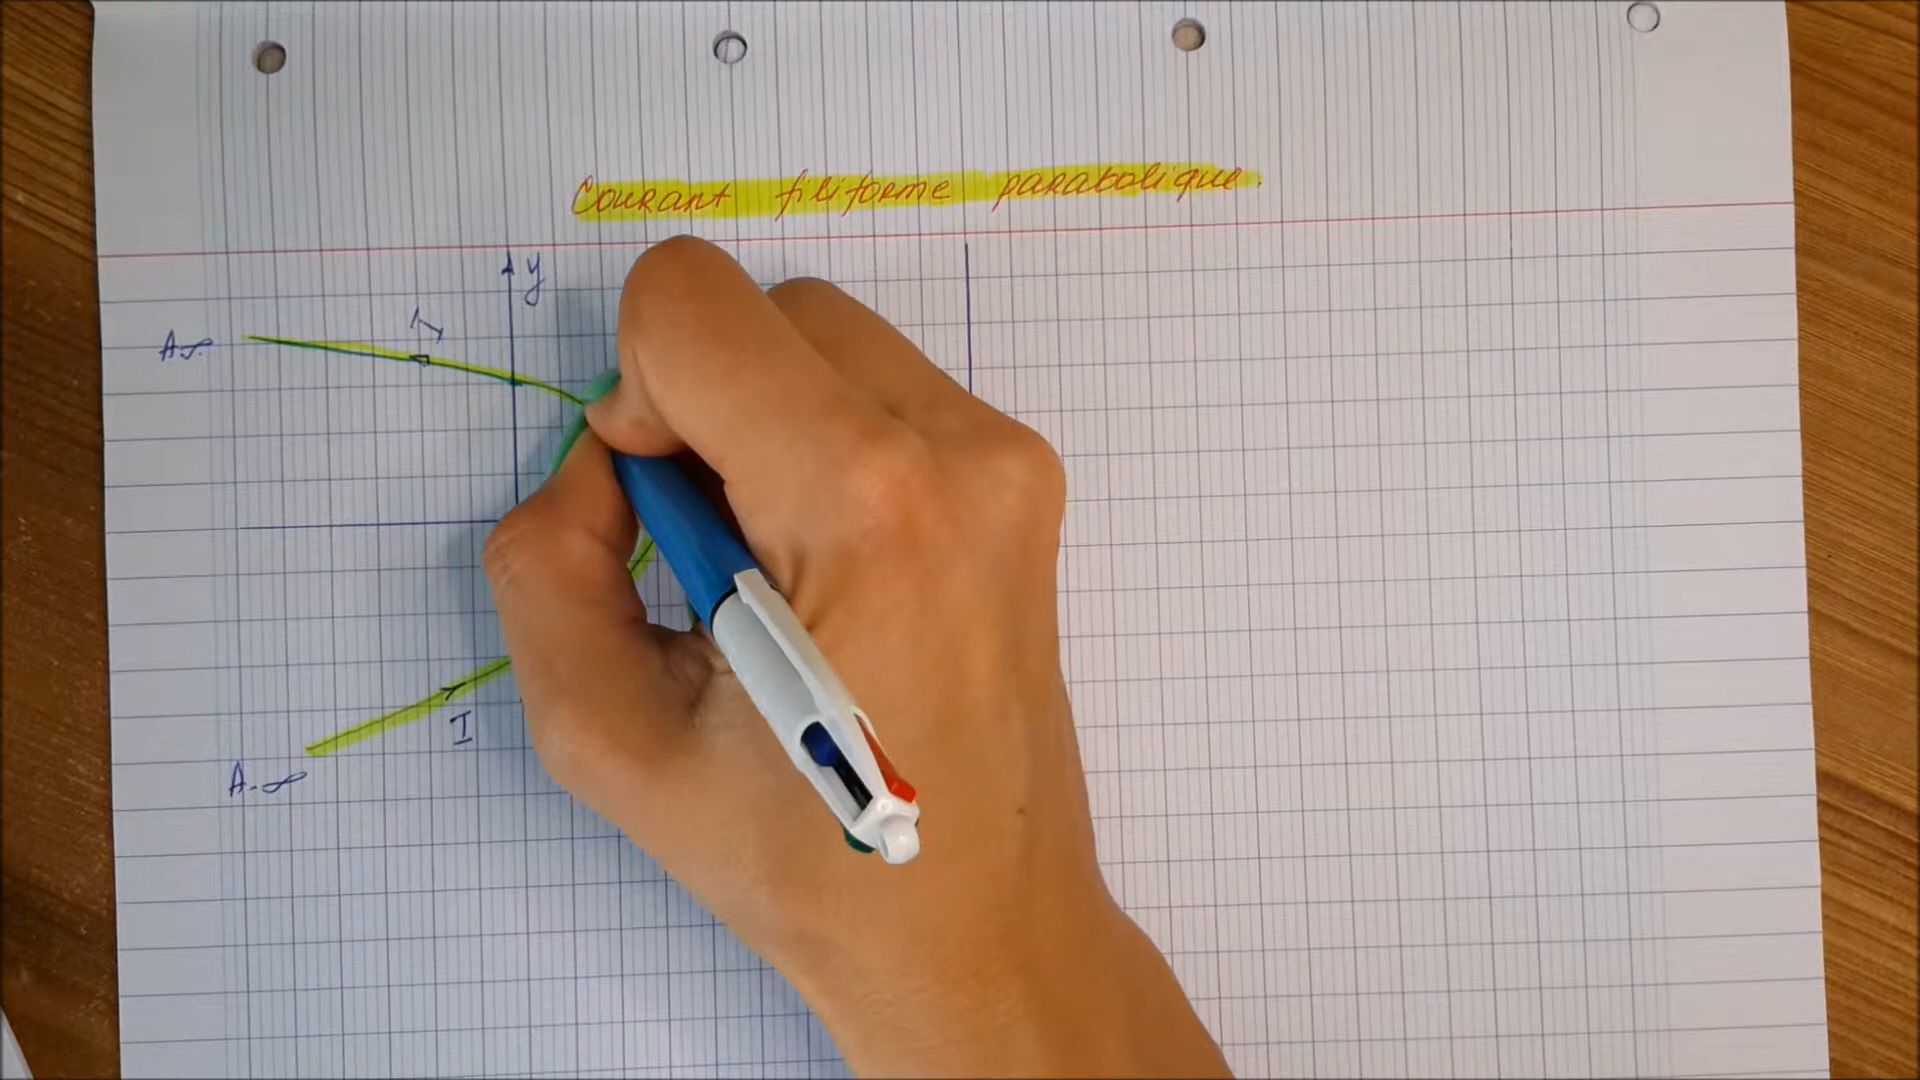 Courant filiforme parabolique.
y
I
A∞
I
A-∞